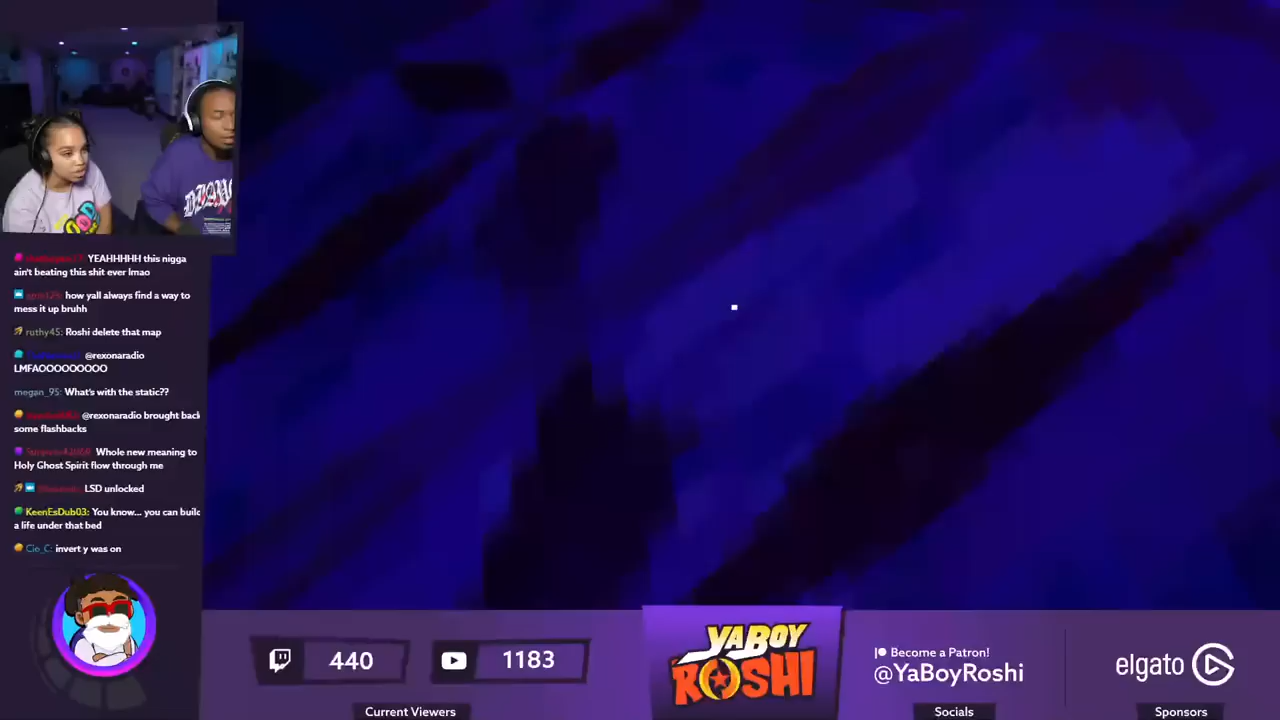 YEAHHHHH this nigga
ain't beating this shit ever lmao
how yall always find a way to
mess it up bruhh
ruthy45: Roshi delete that map
@rexonaradio
LMFAOOOOOOOOO
megan_95: What's with the static??
@rexonaradio brought back
some flashbacks
Whole new meaning to
Holy Ghost Spirit flow through me
LSD unlocked
KeenEsDub03: You know... you can build
a life under that bed
Cio_C: invert y was on
440
1183
Current Viewers
YABOY
ROSHI
Become a Patron!
@YaBoyRoshi
Socials
elgato
Sponsors